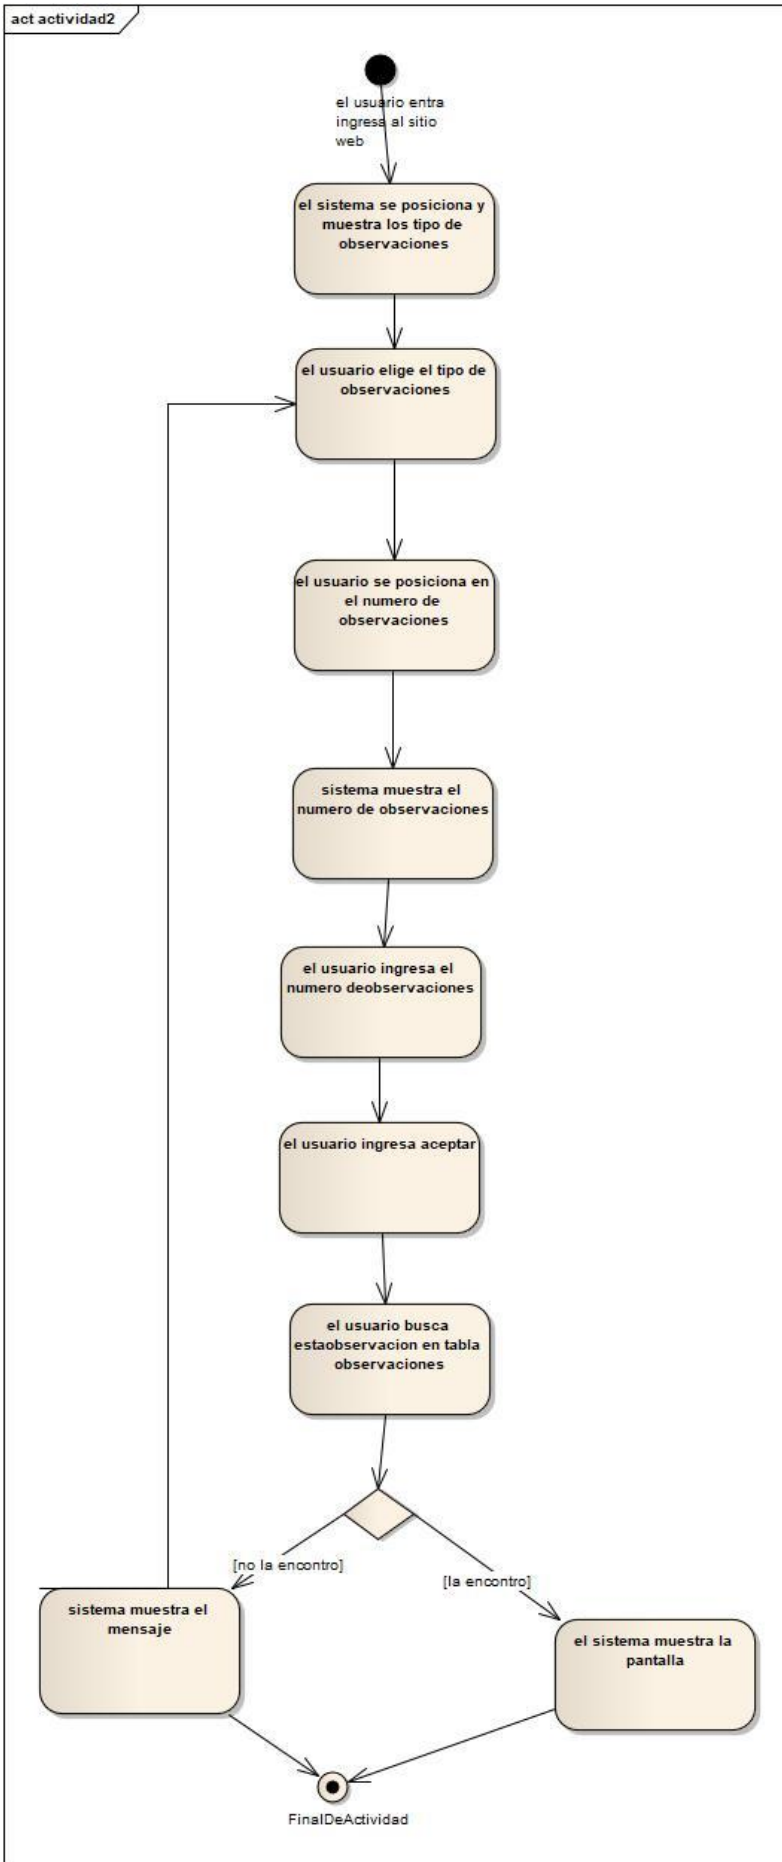 act actividad2
el usuario entra
ingresa al sitio
web
el sistema se posiciona y
muestra los tipo de
observaciones
el usuario elige el tipo de
observaciones
el usuario se posiciona en
el numero de
observaciones
sistema muestra el
numero de observaciones
el usuario ingresa el
numero deobservaciones
el usuario ingresa aceptar
el usuario busca
estaobservacion en tabla
observaciones
[no la encontro]
[la encontro]
sistema muestra el
mensaje
el sistema muestra la
pantalla
FinalDeActividad